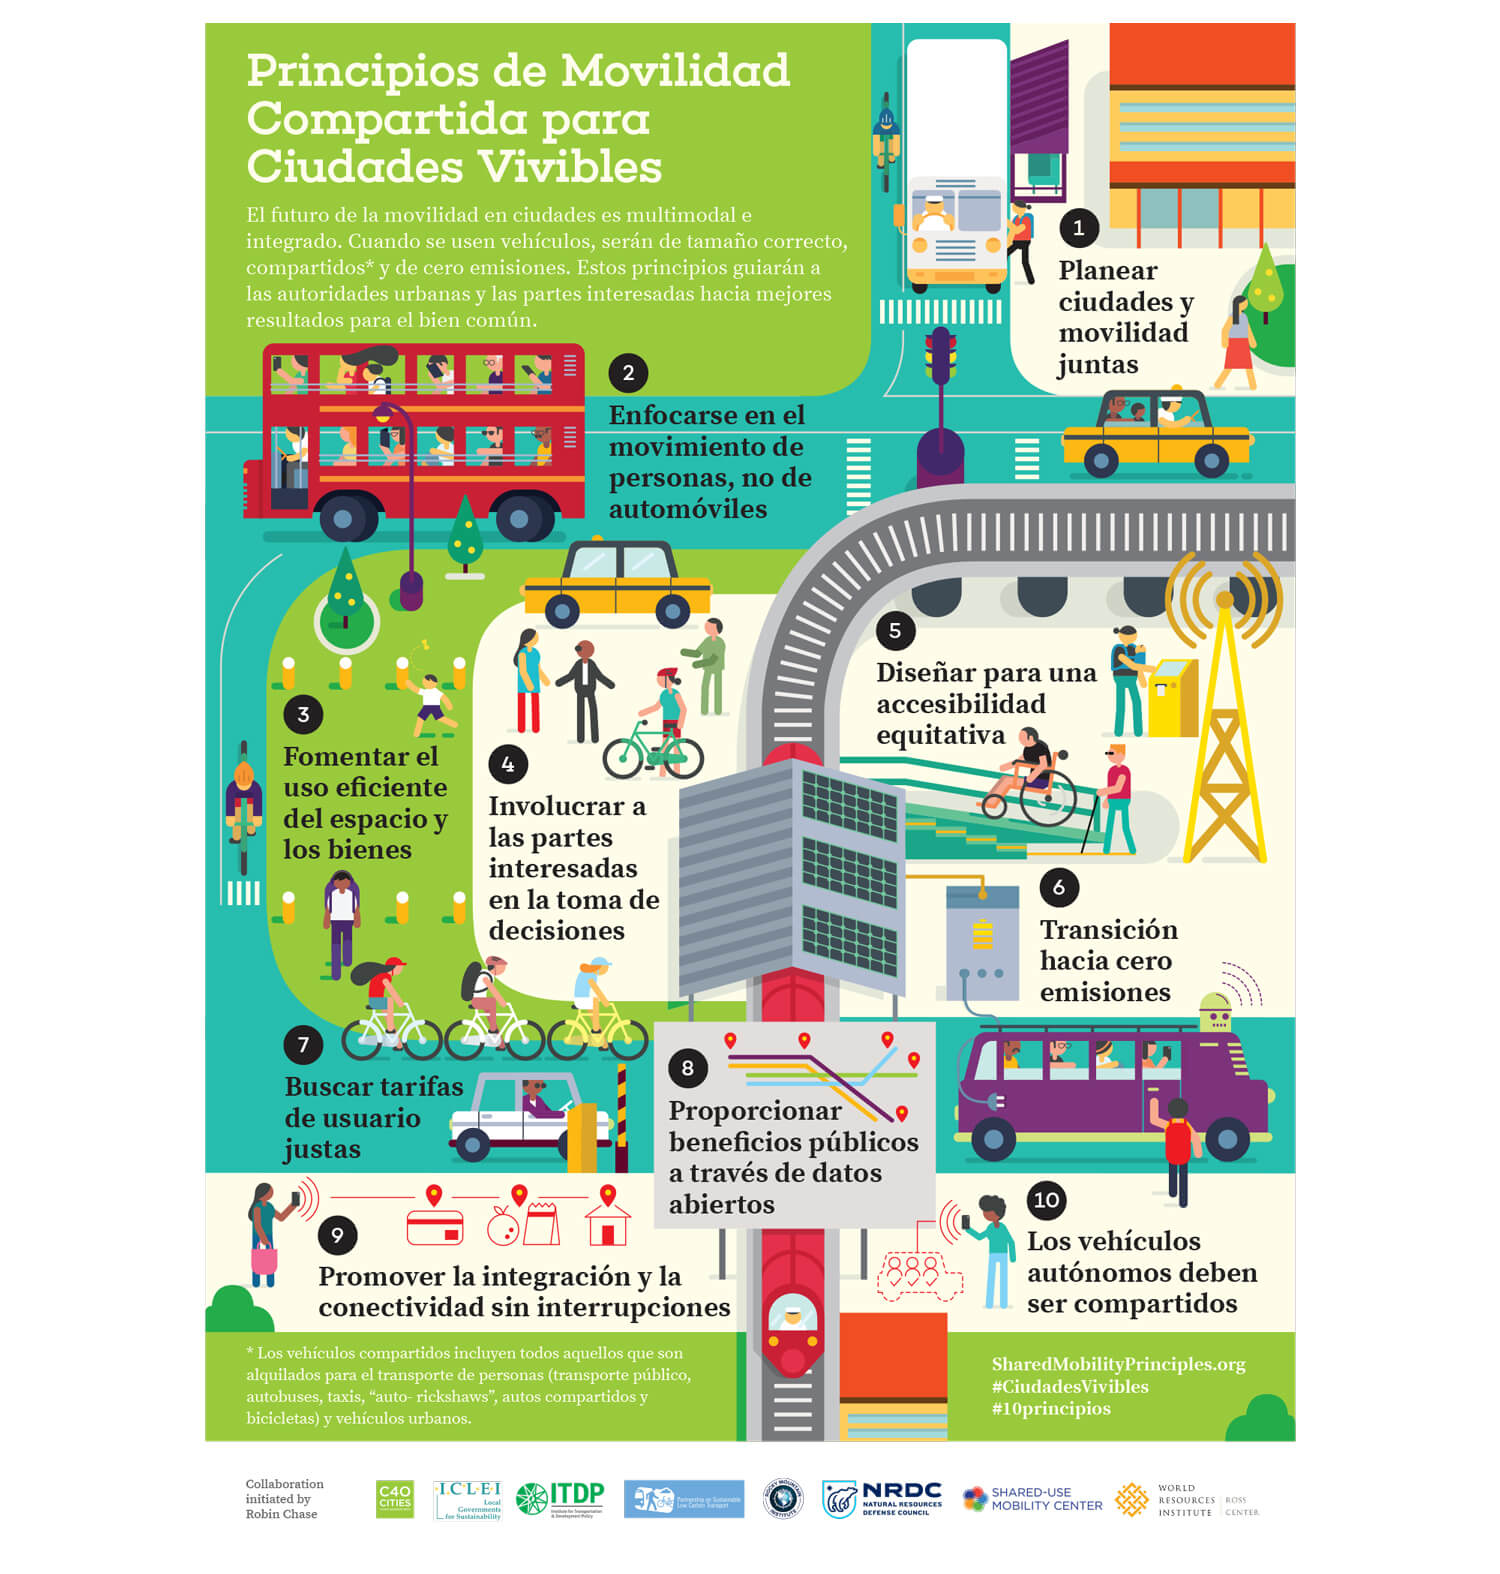 Principios de Movilidad
Compartida para
Ciudades Vivibles
El futuro de la movilidad en ciudades es multimodal e
integrado. Cuando se usen vehículos, serán de tamaño correcto,
compartidos* y de cero emisiones. Estos principios guiarán a
las autoridades urbanas y las partes interesadas hacia mejores
resultados para el bien común.
1
Planear
ciudades y
movilidad
juntas
2
Enfocarse en el
movimiento de
personas, no de
automóviles
3
Fomentar el
uso eficiente
del espacio y
los bienes
4
Involucrar a
las partes
interesadas
en la toma de
decisiones
5
Diseñar para una
accesibilidad
equitativa
6
Transición
hacia cero
emisiones
7
Buscar tarifas
de usuario
justas
8
Proporcionar
beneficios públicos
a través de datos
abiertos
9
Promover la integración y la
conectividad sin interrupciones
10
Los vehículos
autónomos deben
ser compartidos
* Los vehículos compartidos incluyen todos aquellos que son
alquilados para el transporte de personas (transporte público,
autobuses, taxis, “auto- rickshaws”, autos compartidos y
bicicletas) y vehículos urbanos.
SharedMobilityPrinciples.org
#CiudadesVivibles
#10principios
Collaboration
initiated by
Robin Chase
C40
CITIES
I.C.L.E.I
Local
Governments
for Sustainability
ITDP
Institute for Transportation
& Development Policy
Partnership on Sustainable
Low Carbon Transport
ROCKY MOUNTAIN
INSTITUTE
NRDC
NATURAL RESOURCES
DEFENSE COUNCIL
SHARED-USE
MOBILITY CENTER
WORLD
RESOURCES
INSTITUTE
ROSS
CENTER